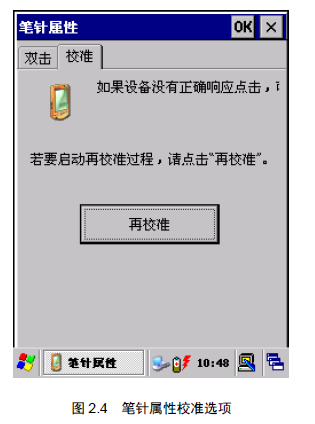 笔针属性 OK ×
双击 校准
如果设备没有正确响应点击，
若要启动再校准过程，请点击“再校准”。
再校准
笔针属性 10:48
图 2.4 笔针属性校准选项